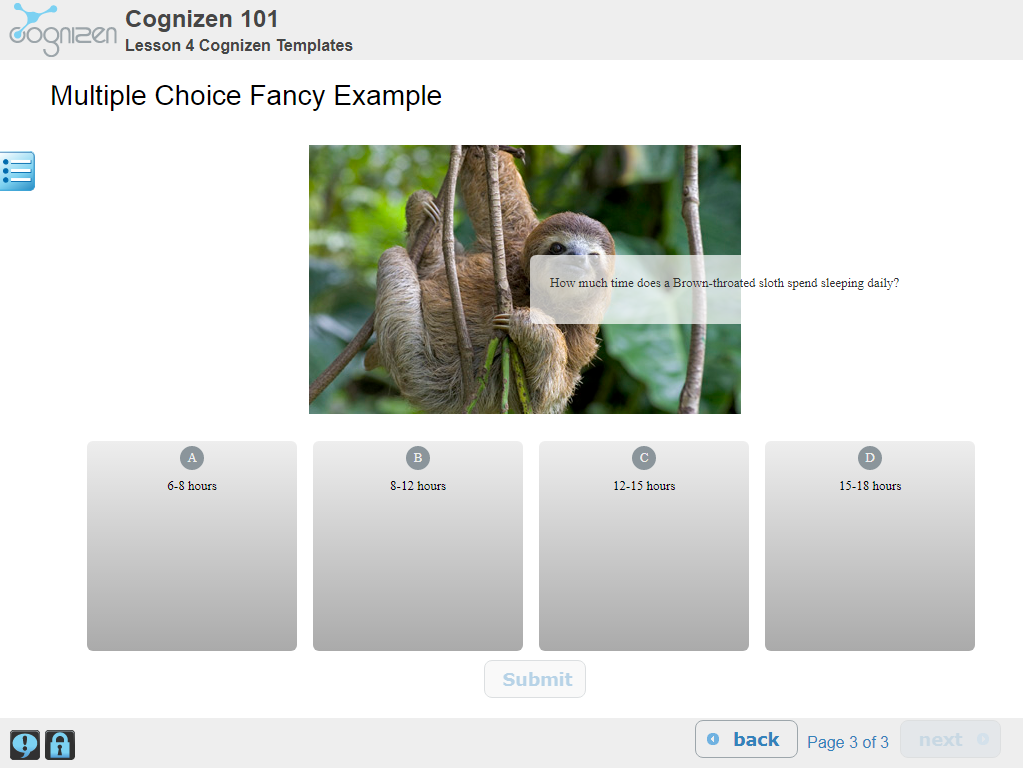 cognizen
Cognizen 101
Lesson 4 Cognizen Templates
Multiple Choice Fancy Example
How much time does a Brown-throated sloth spend sleeping daily?
A
6-8 hours
B
8-12 hours
C
12-15 hours
D
15-18 hours
Submit
back
Page 3 of 3
next